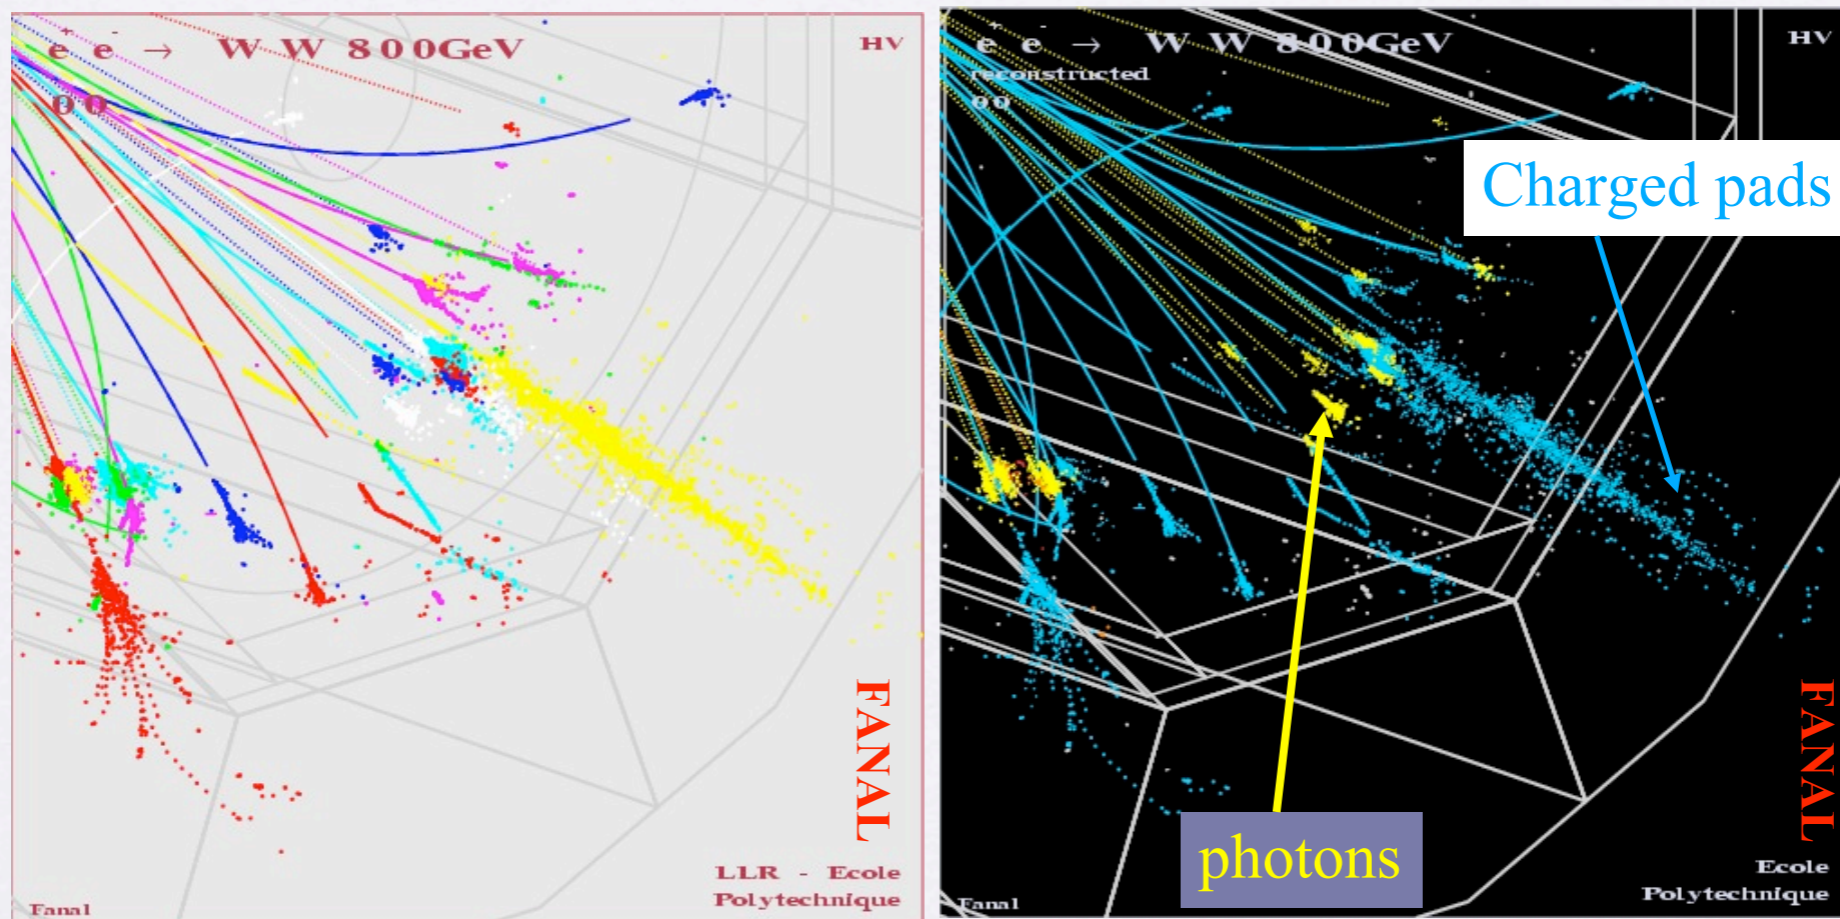 e⁺ e⁻ → W W 800GeV
HV
00
FANAL
LLR - Ecole
Polytechnique
Fanal
e⁺ e⁻ → W W 800GeV
HV
reconstructed
00
Charged pads
photons
FANAL
Ecole
Polytechnique
Fanal